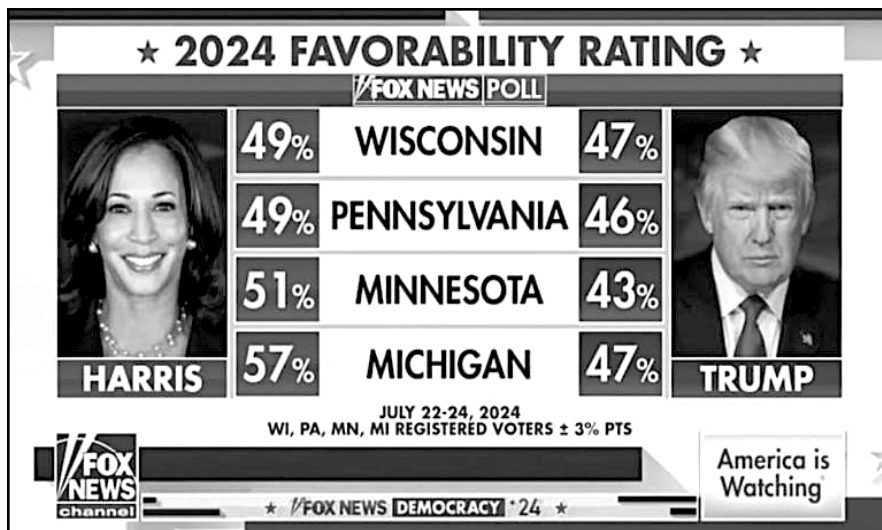 ★ 2024 FAVORABILITY RATING ★
FOX NEWS POLL
49% WISCONSIN 47%
49% PENNSYLVANIA 46%
51% MINNESOTA 43%
57% MICHIGAN 47%
HARRIS TRUMP
JULY 22-24, 2024
WI, PA, MN, MI REGISTERED VOTERS ± 3% PTS
FOX
NEWS
channel
America is
Watching
★ FOX NEWS DEMOCRACY ★ '24 ★